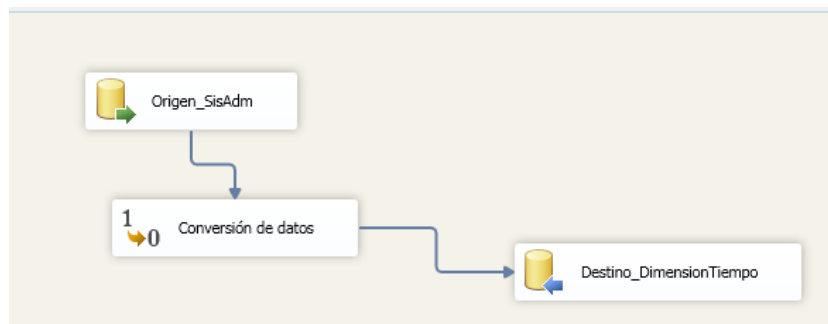 Origen_SisAdm
1
0
Conversión de datos
Destino_DimensionTiempo